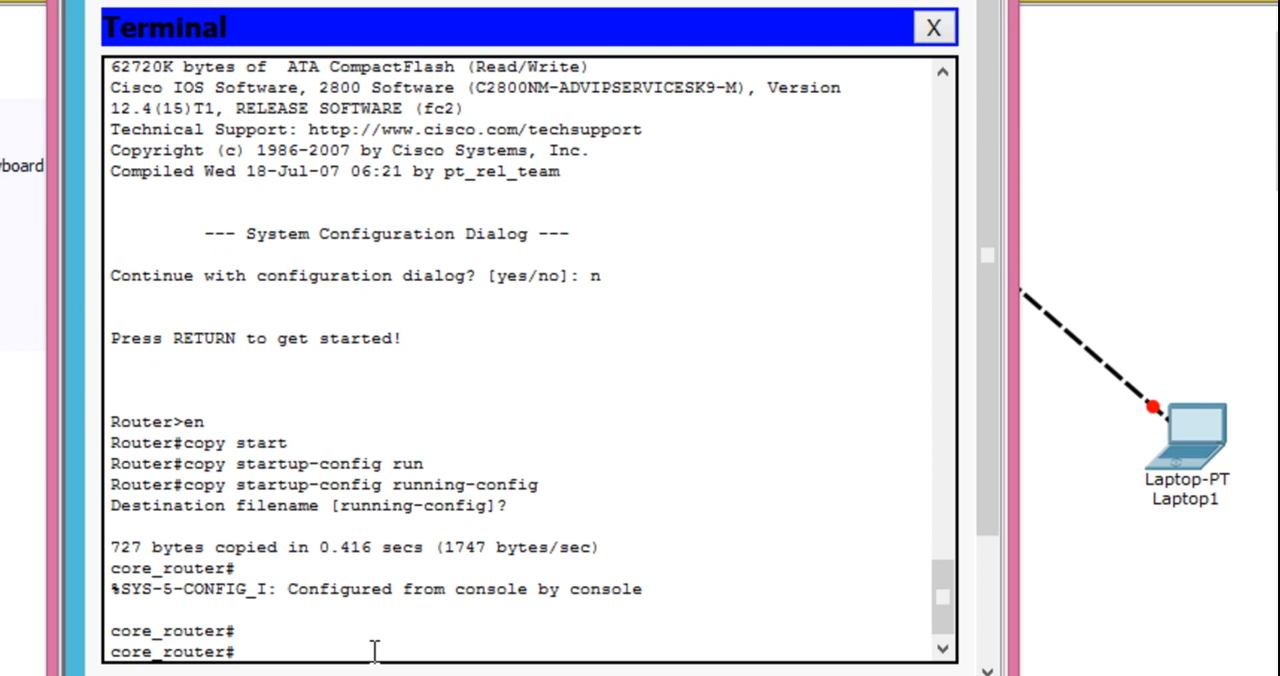 Terminal
X
62720K bytes of  ATA CompactFlash (Read/Write)
Cisco IOS Software, 2800 Software (C2800NM-ADVIPSERVICESK9-M), Version
12.4(15)T1, RELEASE SOFTWARE (fc2)
Technical Support: http://www.cisco.com/techsupport
Copyright (c) 1986-2007 by Cisco Systems, Inc.
Compiled Wed 18-Jul-07 06:21 by pt_rel_team
--- System Configuration Dialog ---
Continue with configuration dialog? [yes/no]: n
Press RETURN to get started!
Router>en
Router#copy start
Router#copy startup-config run
Router#copy startup-config running-config
Destination filename [running-config]?
727 bytes copied in 0.416 secs (1747 bytes/sec)
core_router#
%SYS-5-CONFIG_I: Configured from console by console
core_router#
core_router#
Laptop-PT
Laptop1